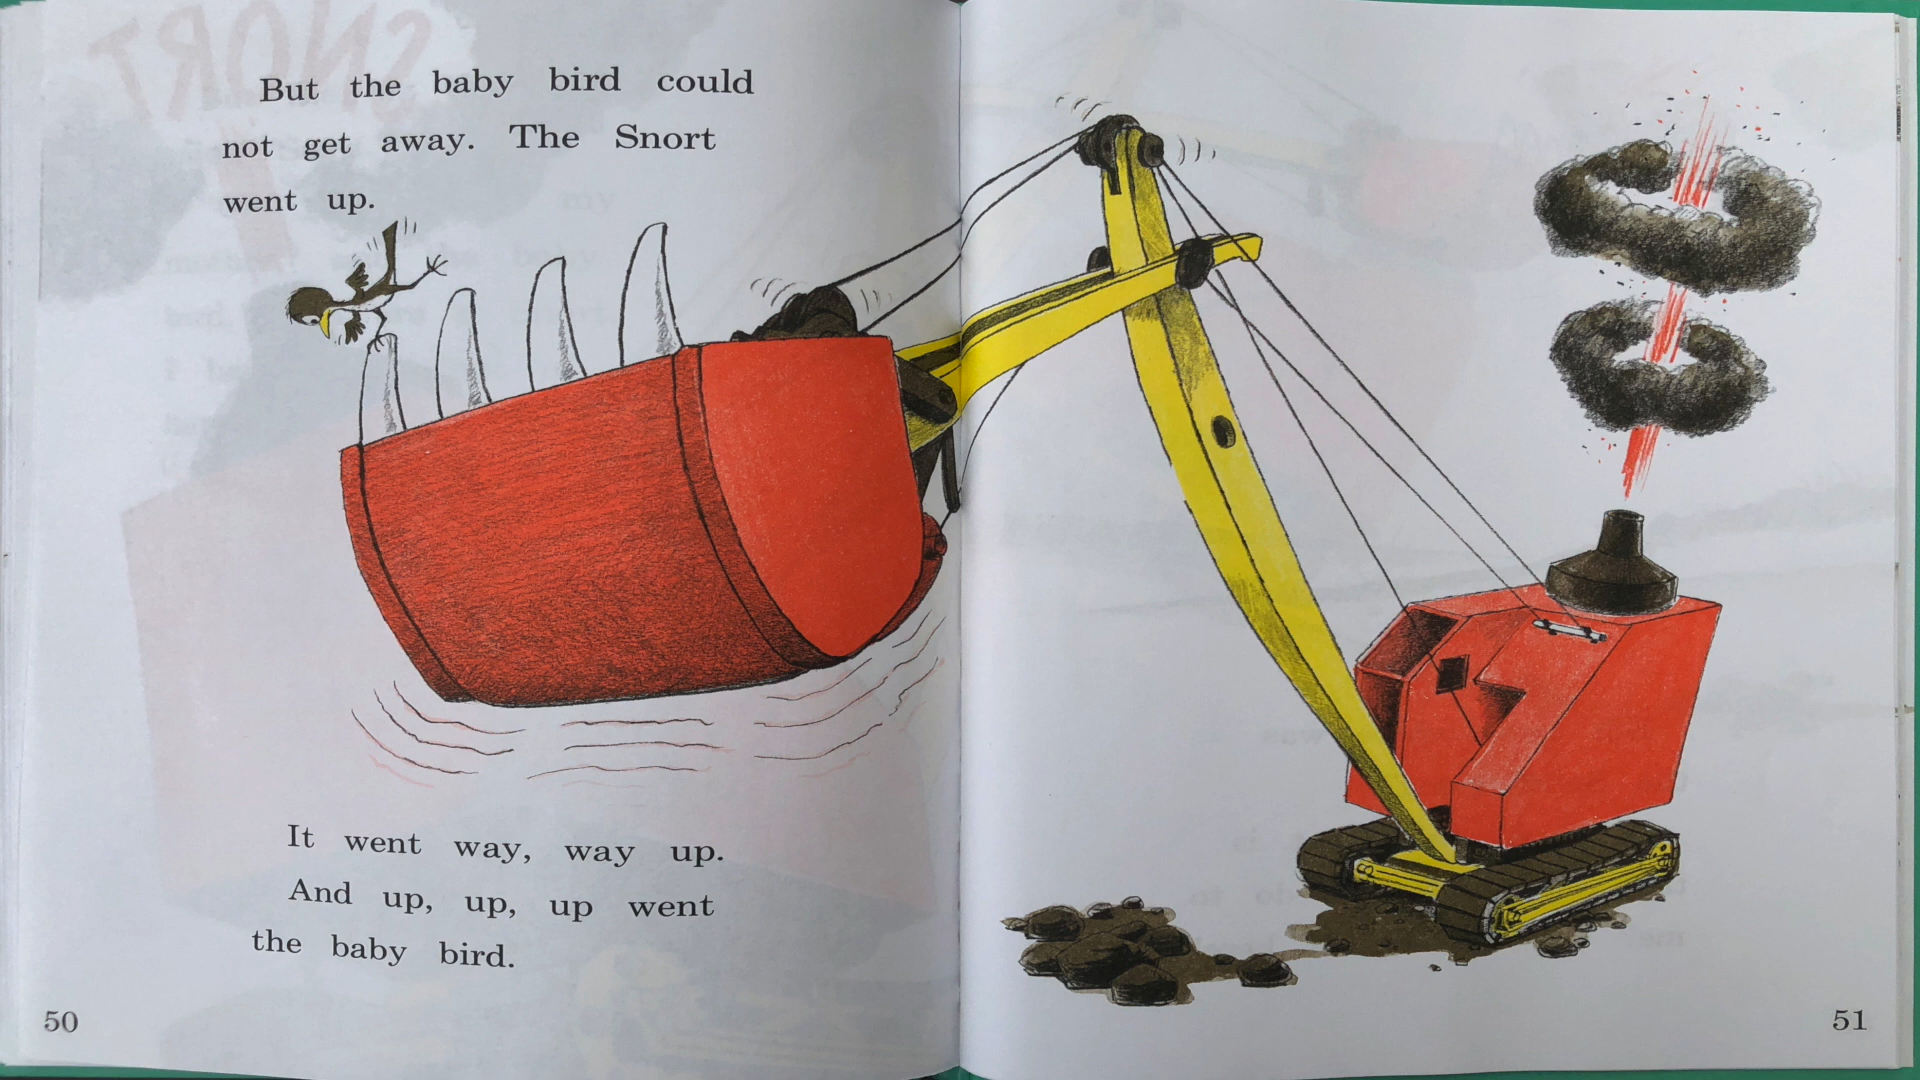 But the baby bird could
not get away. The Snort
went up.
It went way, way up.
And up, up, up went
the baby bird.
50
51